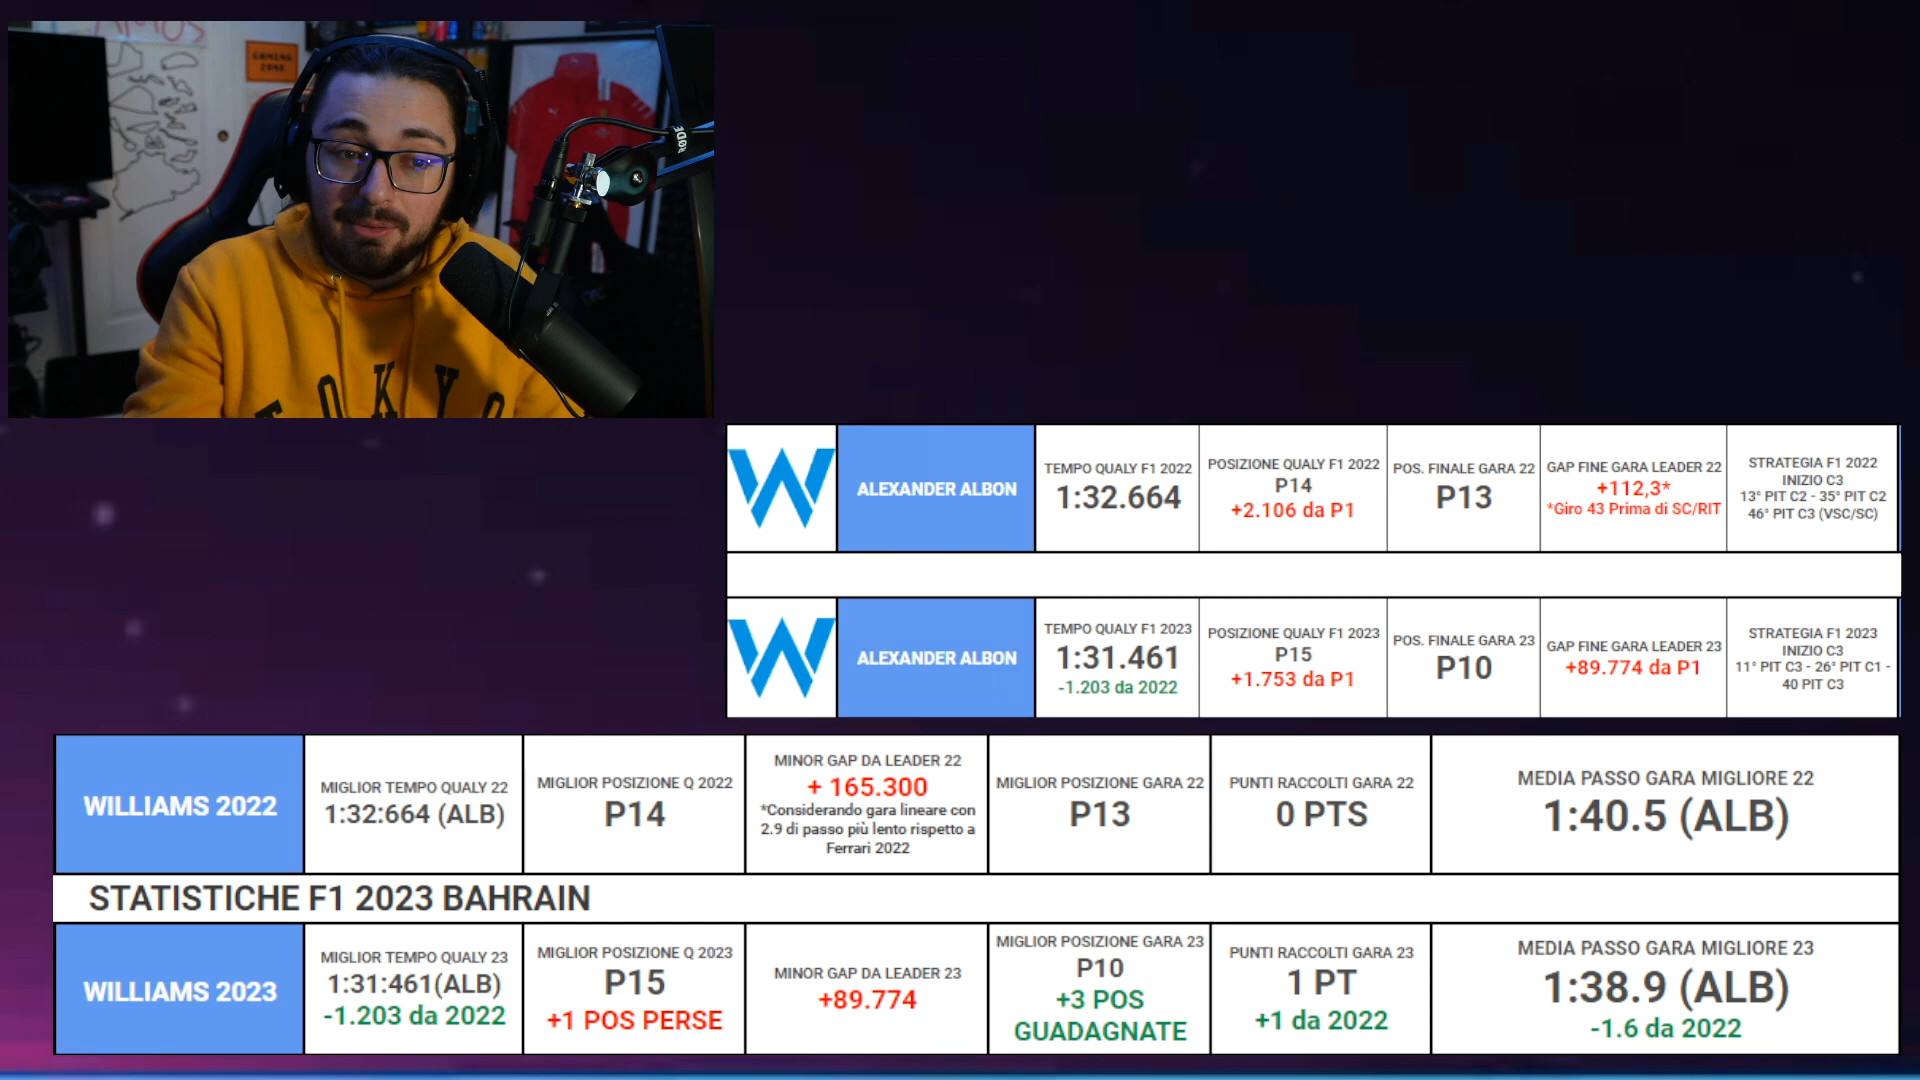 GAMING
ZONE
RØDE
TOKYO
ALEXANDER ALBON
TEMPO QUALY F1 2022
1:32.664
POSIZIONE QUALY F1 2022
P14
+2.106 da P1
POS. FINALE GARA 22
P13
GAP FINE GARA LEADER 22
+112,3*
*Giro 43 Prima di SC/RIT
STRATEGIA F1 2022
INIZIO C3
13° PIT C2 - 35° PIT C2
46° PIT C3 (VSC/SC)
ALEXANDER ALBON
TEMPO QUALY F1 2023
1:31.461
-1.203 da 2022
POSIZIONE QUALY F1 2023
P15
+1.753 da P1
POS. FINALE GARA 23
P10
GAP FINE GARA LEADER 23
+89.774 da P1
STRATEGIA F1 2023
INIZIO C3
11° PIT C3 - 26° PIT C1 -
40 PIT C3
WILLIAMS 2022
MIGLIOR TEMPO QUALY 22
1:32:664 (ALB)
MIGLIOR POSIZIONE Q 2022
P14
MINOR GAP DA LEADER 22
+ 165.300
*Considerando gara lineare con
2.9 di passo più lento rispetto a
Ferrari 2022
MIGLIOR POSIZIONE GARA 22
P13
PUNTI RACCOLTI GARA 22
0 PTS
MEDIA PASSO GARA MIGLIORE 22
1:40.5 (ALB)
STATISTICHE F1 2023 BAHRAIN
WILLIAMS 2023
MIGLIOR TEMPO QUALY 23
1:31:461(ALB)
-1.203 da 2022
MIGLIOR POSIZIONE Q 2023
P15
+1 POS PERSE
MINOR GAP DA LEADER 23
+89.774
MIGLIOR POSIZIONE GARA 23
P10
+3 POS
GUADAGNATE
PUNTI RACCOLTI GARA 23
1 PT
+1 da 2022
MEDIA PASSO GARA MIGLIORE 23
1:38.9 (ALB)
-1.6 da 2022